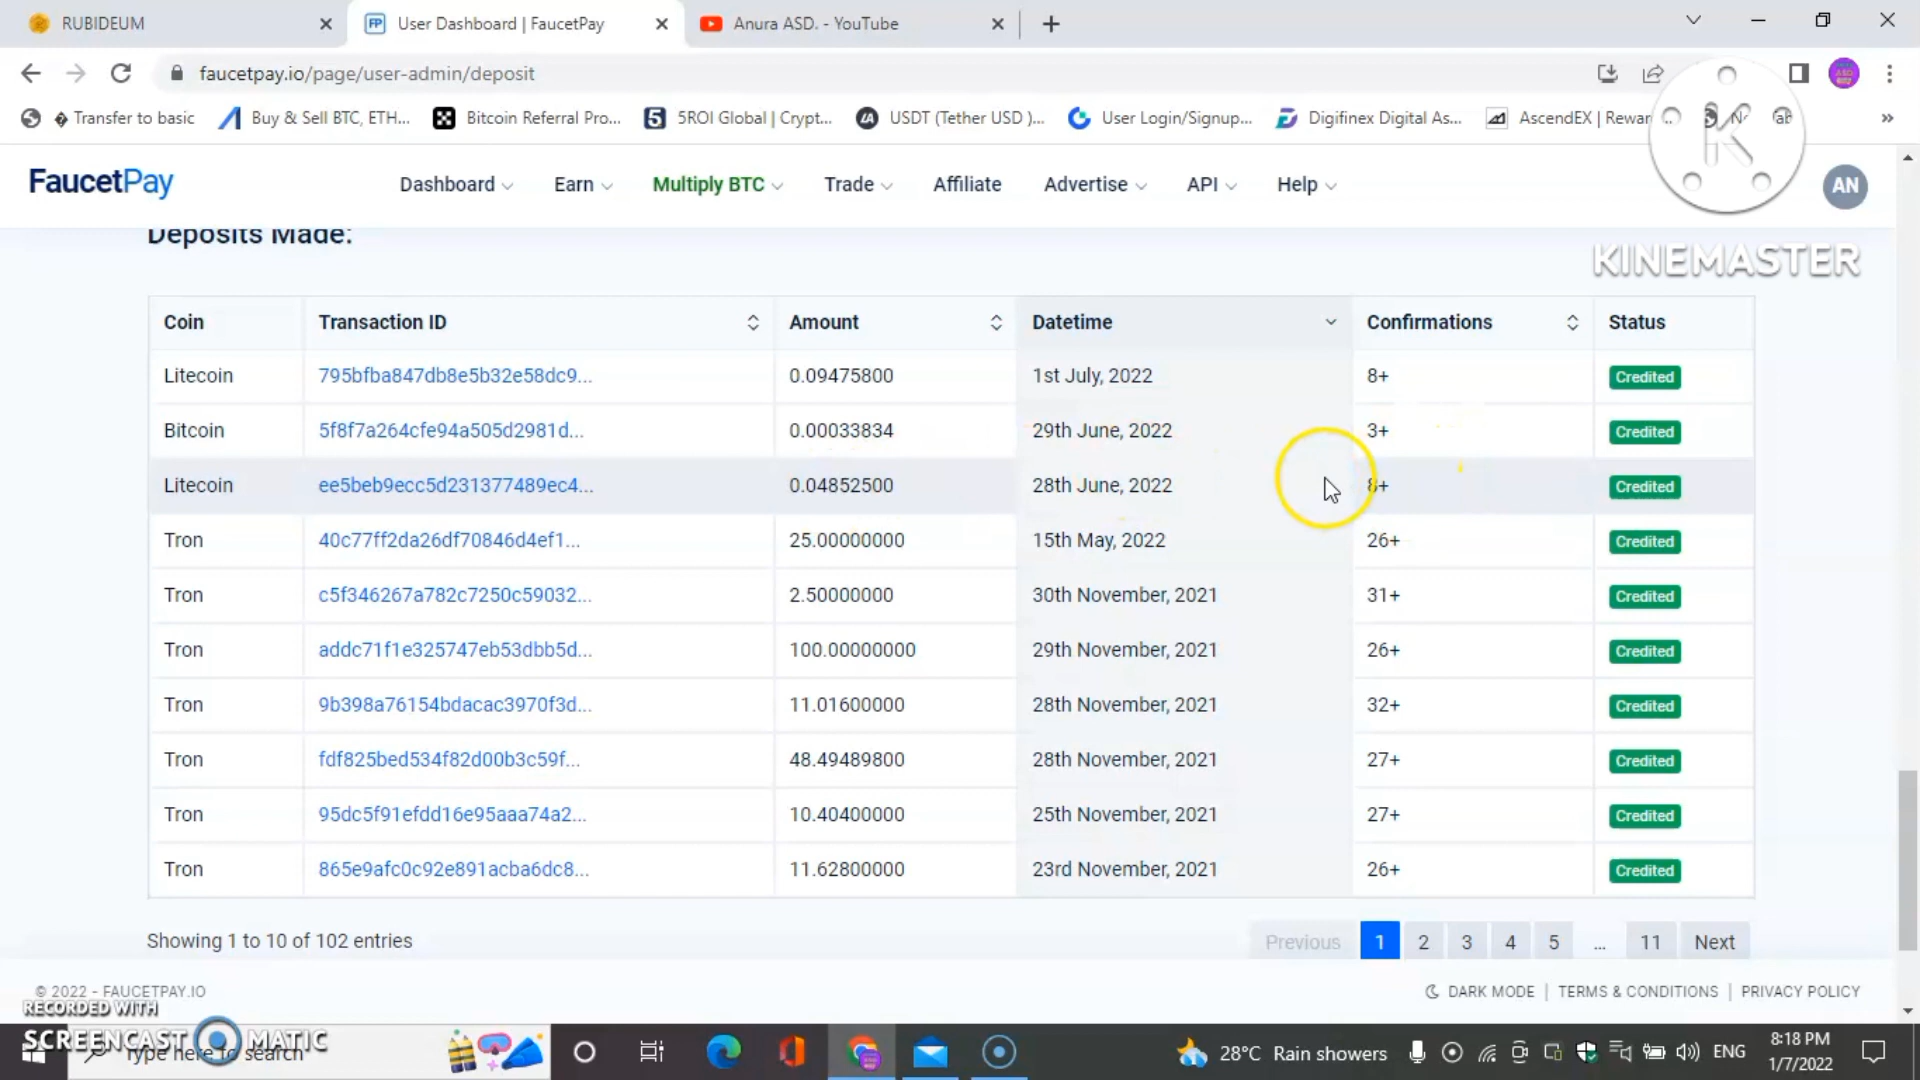 RUBIDEUM
User Dashboard | FaucetPay
Anura ASD. - YouTube
faucetpay.io/page/user-admin/deposit
� Transfer to basic
Buy & Sell BTC, ETH...
Bitcoin Referral Pro...
5ROI Global | Crypt...
USDT (Tether USD )...
User Login/Signup...
Digifinex Digital As...
AscendEX | Rewar
FaucetPay
Dashboard
Earn
Multiply BTC
Trade
Affiliate
Advertise
API
Help
AN
K
KINEMASTER
Deposits Made:
Coin Transaction ID Amount Datetime Confirmations Status
Litecoin 795bfba847db8e5b32e58dc9... 0.09475800 1st July, 2022 8+ Credited
Bitcoin 5f8f7a264cfe94a505d2981d... 0.00033834 29th June, 2022 3+ Credited
Litecoin ee5beb9ecc5d231377489ec4... 0.04852500 28th June, 2022 8+ Credited
Tron 40c77ff2da26df70846d4ef1... 25.00000000 15th May, 2022 26+ Credited
Tron c5f346267a782c7250c59032... 2.50000000 30th November, 2021 31+ Credited
Tron addc71f1e325747eb53dbb5d... 100.00000000 29th November, 2021 26+ Credited
Tron 9b398a76154bdacac3970f3d... 11.01600000 28th November, 2021 32+ Credited
Tron fdf825bed534f82d00b3c59f... 48.49489800 28th November, 2021 27+ Credited
Tron 95dc5f91efdd16e95aaa74a2... 10.40400000 25th November, 2021 27+ Credited
Tron 865e9afc0c92e891acba6dc8... 11.62800000 23rd November, 2021 26+ Credited
Showing 1 to 10 of 102 entries
Previous 1 2 3 4 5 ... 11 Next
© 2022 - FAUCETPAY.IO
DARK MODE | TERMS & CONDITIONS | PRIVACY POLICY
RECORDED WITH
SCREENCAST MATIC
Type here to search
28°C Rain showers
ENG
8:18 PM
1/7/2022